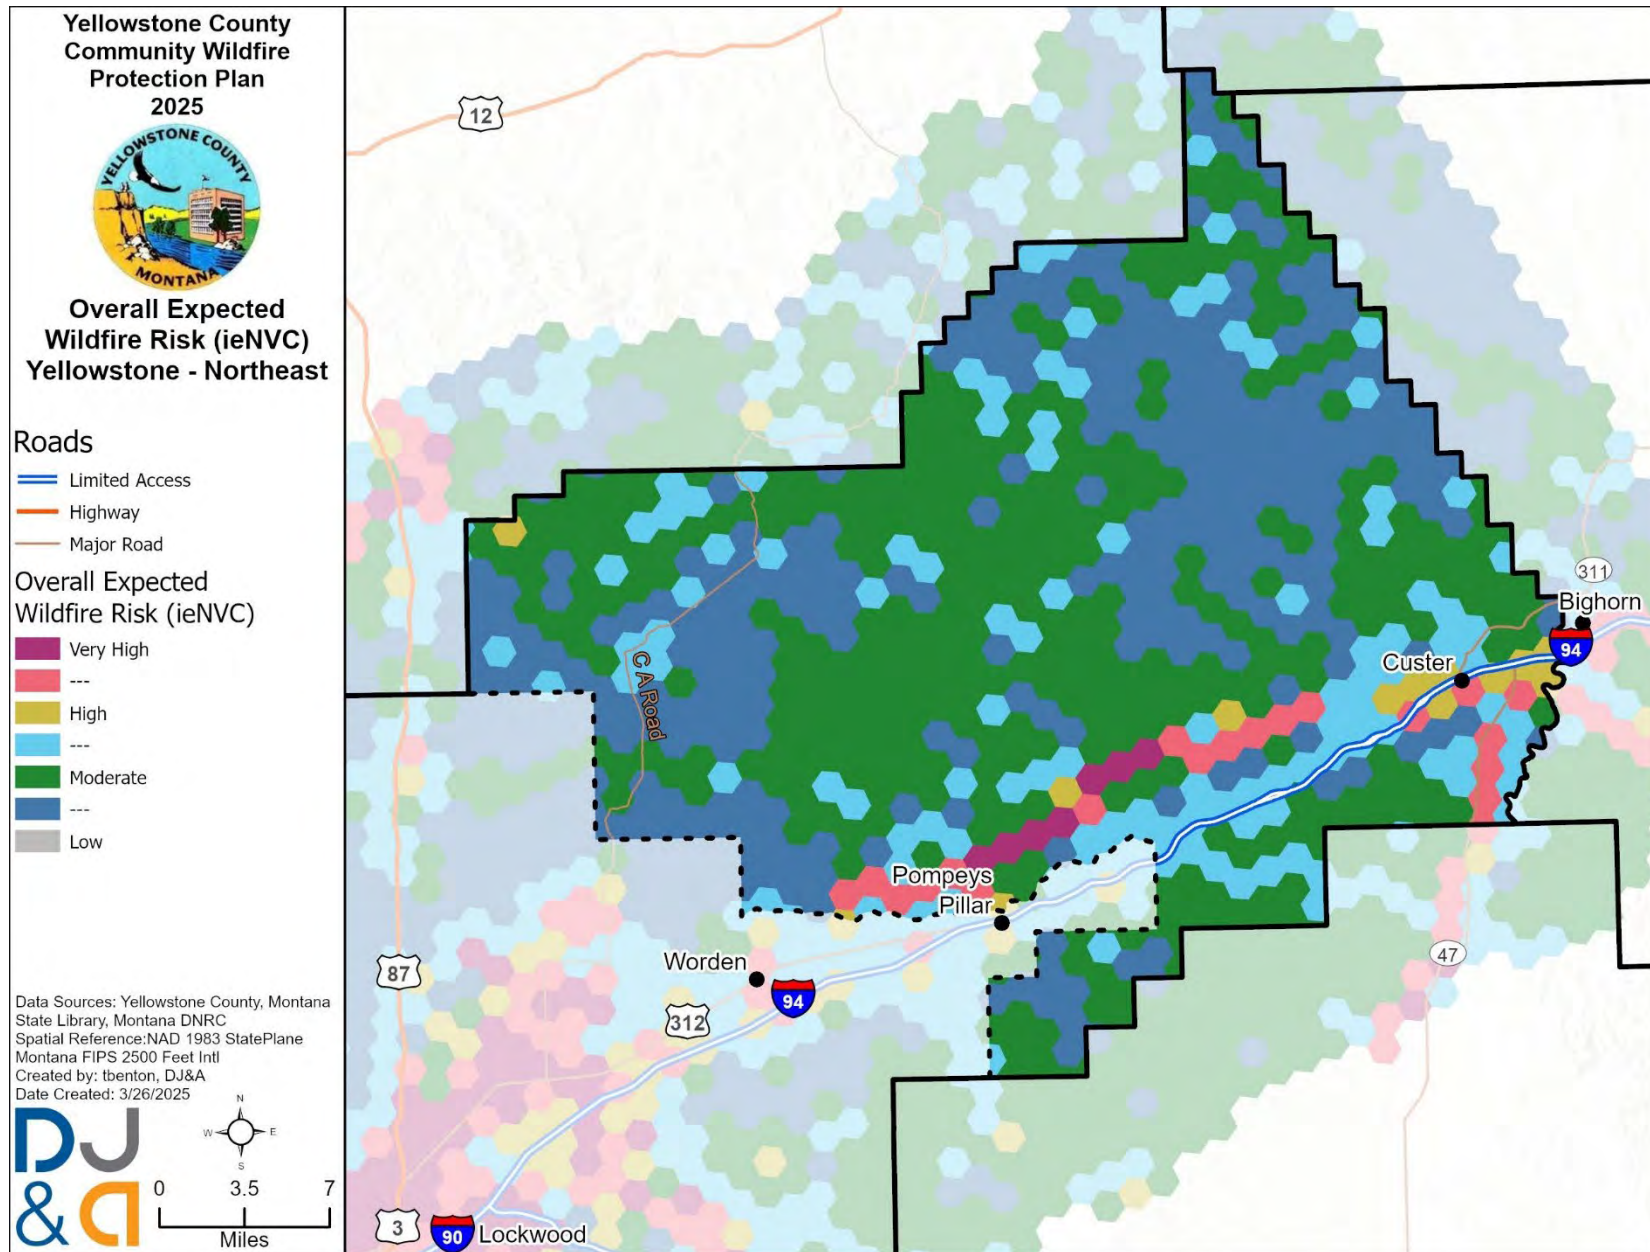 Yellowstone County
Community Wildfire
Protection Plan
2025
YELLOWSTONE COUNTY
MONTANA
Overall Expected
Wildfire Risk (ieNVC)
Yellowstone - Northeast
Roads
Limited Access
Highway
Major Road
Overall Expected
Wildfire Risk (ieNVC)
Very High
---
High
---
Moderate
---
Low
Data Sources: Yellowstone County, Montana
State Library, Montana DNRC
Spatial Reference:NAD 1983 StatePlane
Montana FIPS 2500 Feet Intl
Created by: tbenton, DJ&A
Date Created: 3/26/2025
DJ
&A
N
W E
S
0 3.5 7
Miles
12
311
Bighorn
94
Custer
C A Road
Pompeys
Pillar
Worden
94
87
312
47
3
90
Lockwood